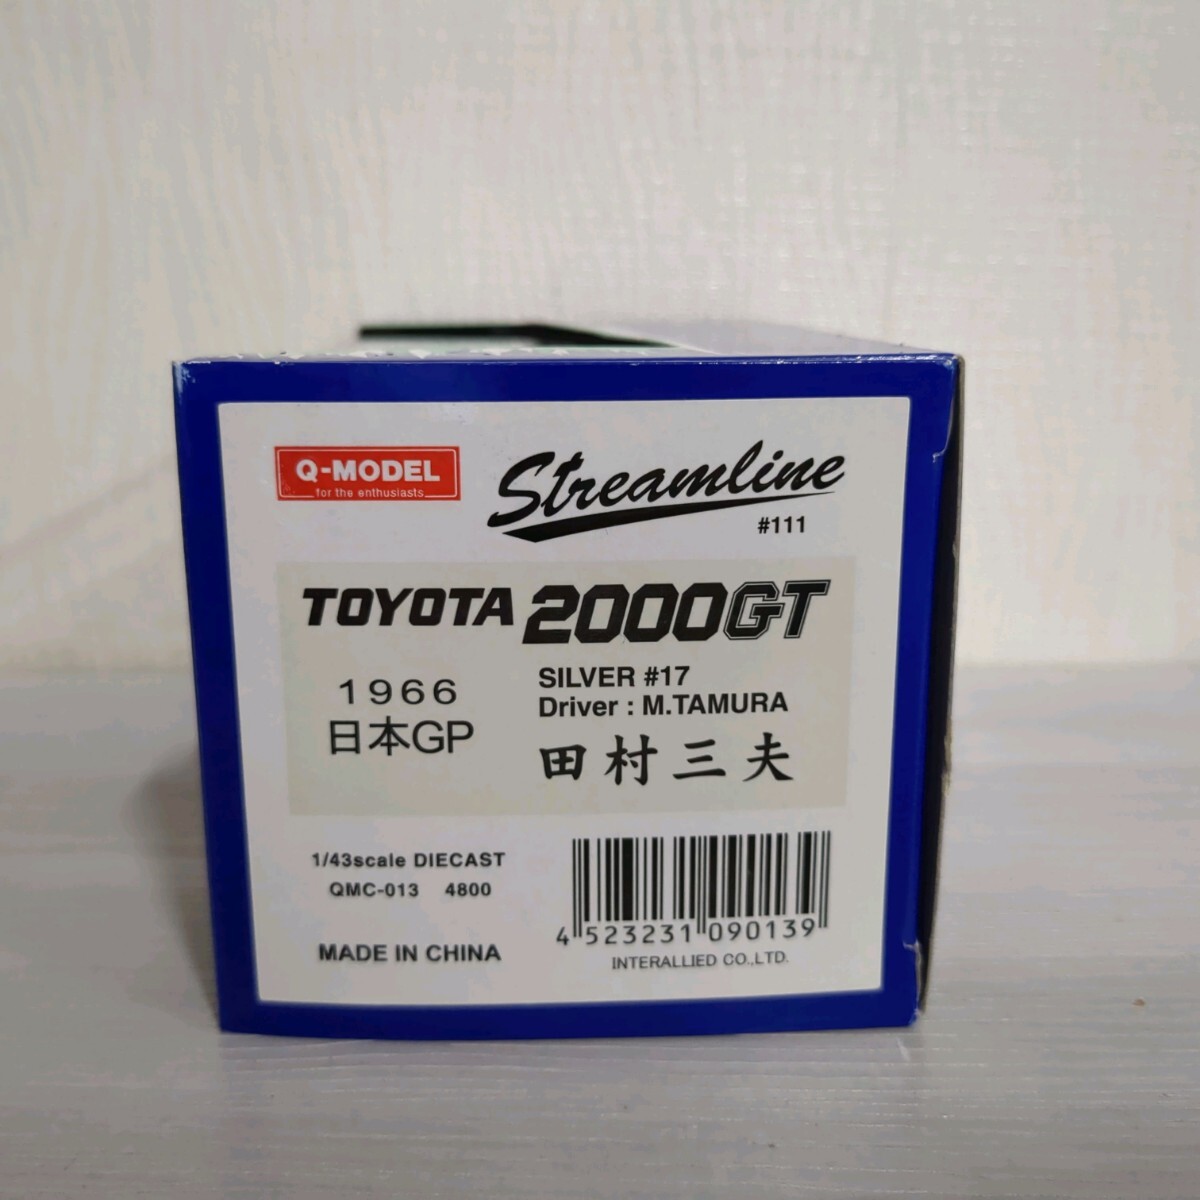 Q-MODEL
for the enthusiasts
Streamline
#111
TOYOTA 2000GT
1966
日本GP
SILVER #17
Driver : M.TAMURA
田村三夫
1/43scale DIECAST
QMC-013 4800
MADE IN CHINA
4 523231 090139
INTERALLIED CO.,LTD.